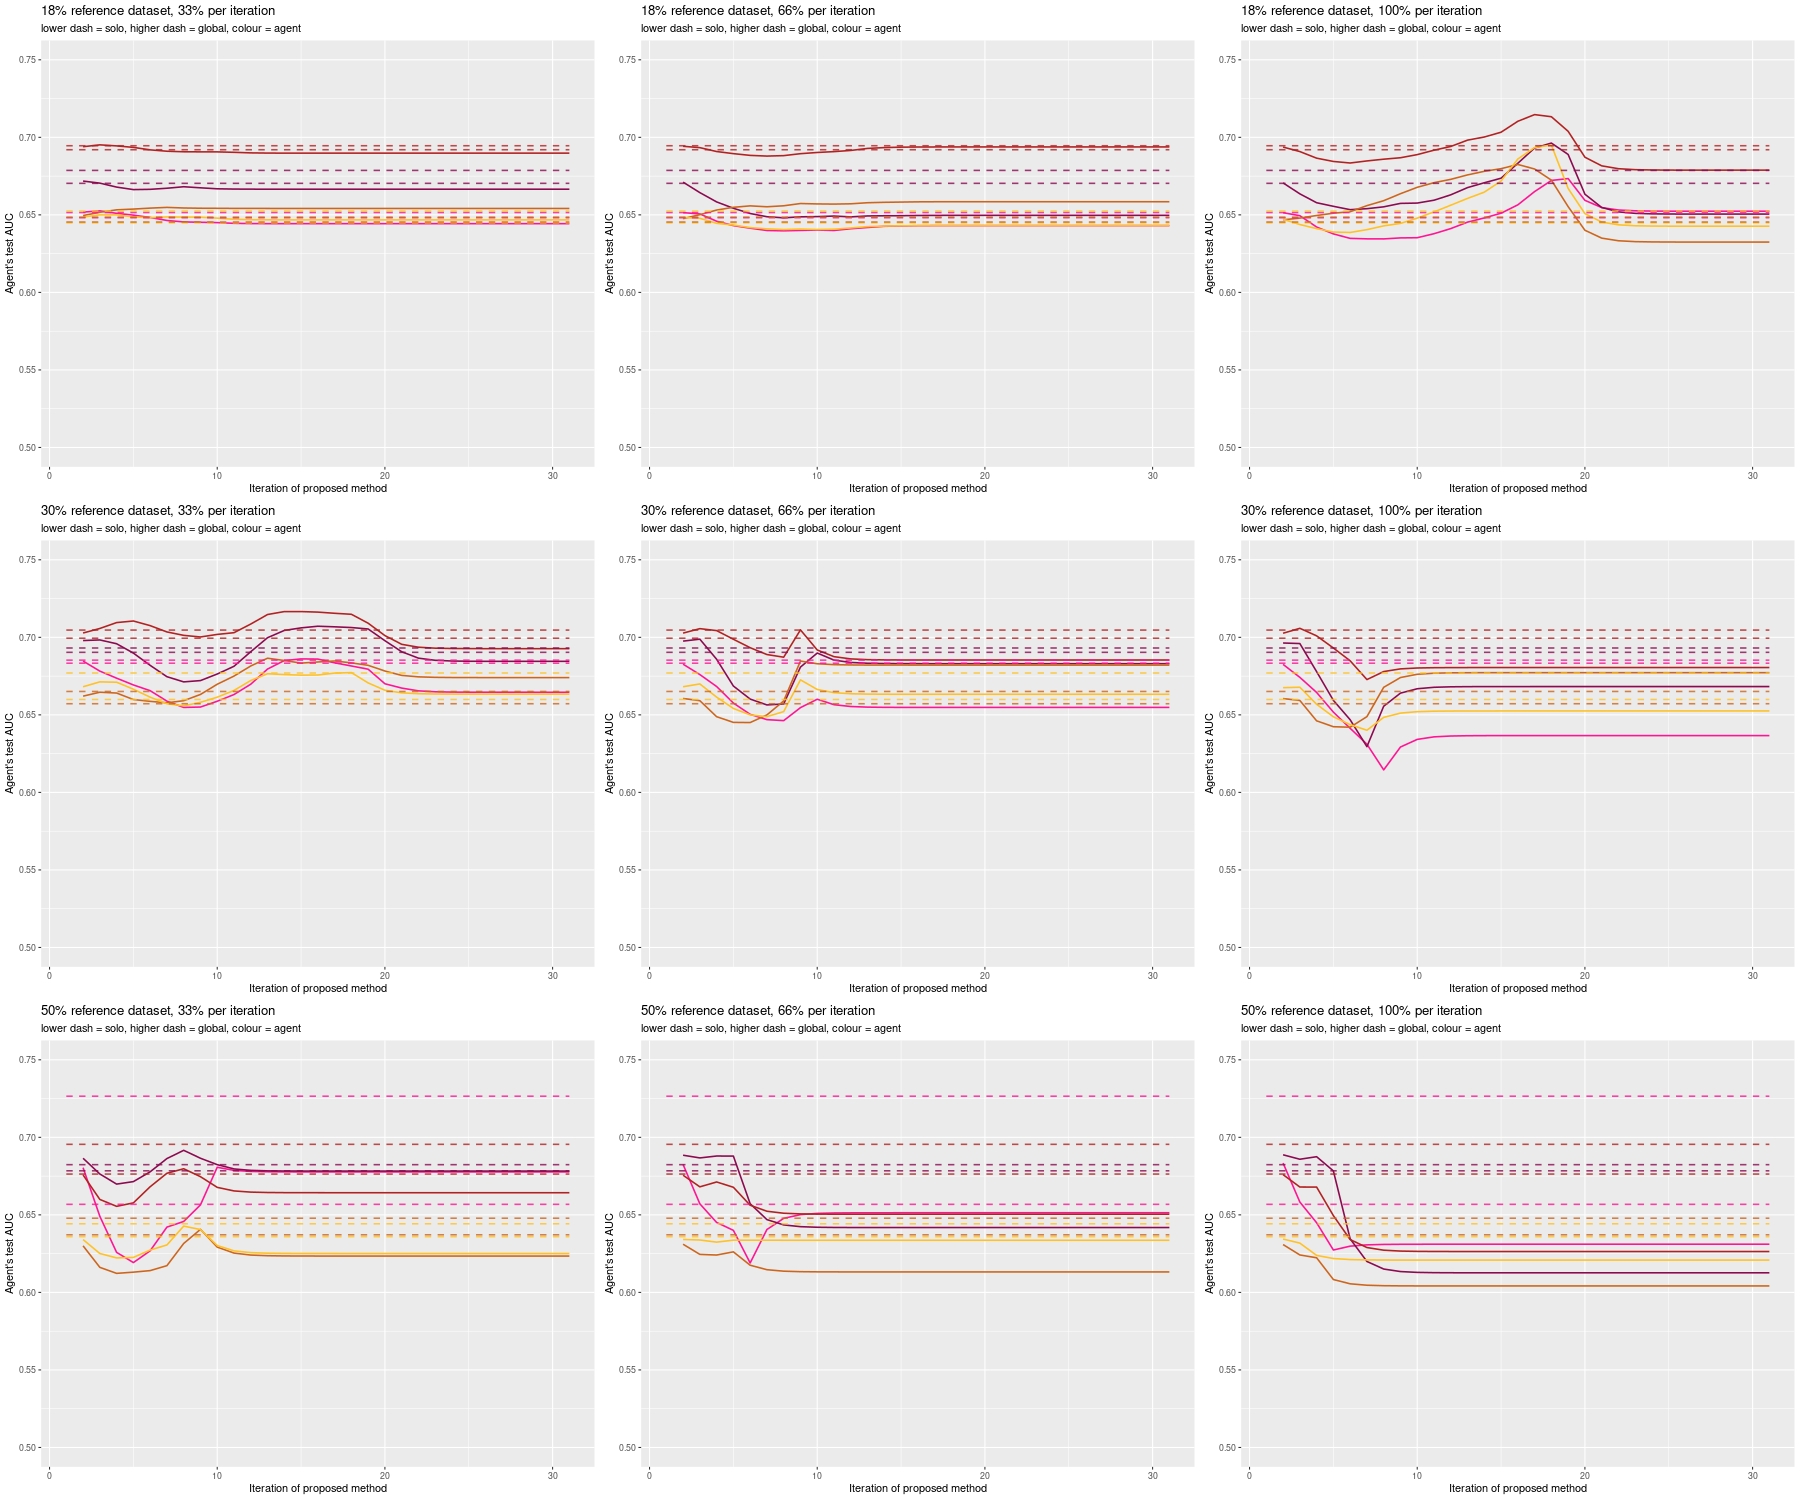 18% reference dataset, 33% per iteration
lower dash = solo, higher dash = global, colour = agent
0.75
0.70
0.65
0.60
0.55
0.50
Agent's test AUC
0
10
20
30
Iteration of proposed method
18% reference dataset, 66% per iteration
lower dash = solo, higher dash = global, colour = agent
0.75
0.70
0.65
0.60
0.55
0.50
Agent's test AUC
0
10
20
30
Iteration of proposed method
18% reference dataset, 100% per iteration
lower dash = solo, higher dash = global, colour = agent
0.75
0.70
0.65
0.60
0.55
0.50
Agent's test AUC
0
10
20
30
Iteration of proposed method
30% reference dataset, 33% per iteration
lower dash = solo, higher dash = global, colour = agent
0.75
0.70
0.65
0.60
0.55
0.50
Agent's test AUC
0
10
20
30
Iteration of proposed method
30% reference dataset, 66% per iteration
lower dash = solo, higher dash = global, colour = agent
0.75
0.70
0.65
0.60
0.55
0.50
Agent's test AUC
0
10
20
30
Iteration of proposed method
30% reference dataset, 100% per iteration
lower dash = solo, higher dash = global, colour = agent
0.75
0.70
0.65
0.60
0.55
0.50
Agent's test AUC
0
10
20
30
Iteration of proposed method
50% reference dataset, 33% per iteration
lower dash = solo, higher dash = global, colour = agent
0.75
0.70
0.65
0.60
0.55
0.50
Agent's test AUC
0
10
20
30
Iteration of proposed method
50% reference dataset, 66% per iteration
lower dash = solo, higher dash = global, colour = agent
0.75
0.70
0.65
0.60
0.55
0.50
Agent's test AUC
0
10
20
30
Iteration of proposed method
50% reference dataset, 100% per iteration
lower dash = solo, higher dash = global, colour = agent
0.75
0.70
0.65
0.60
0.55
0.50
Agent's test AUC
0
10
20
30
Iteration of proposed method